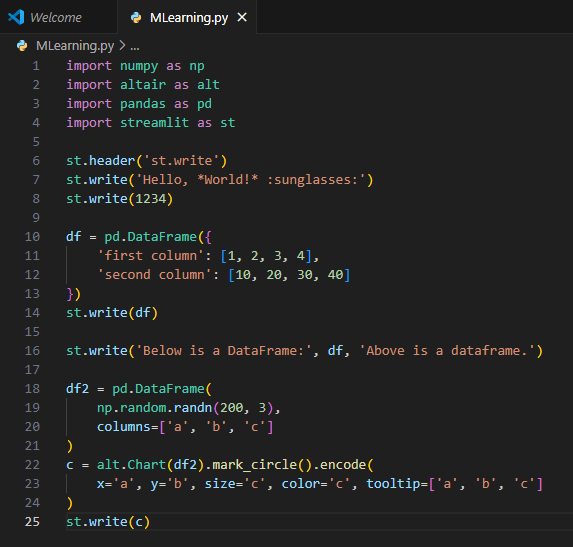 Welcome
MLearning.py
MLearning.py > ...
1 import numpy as np
2 import altair as alt
3 import pandas as pd
4 import streamlit as st
5
6 st.header('st.write')
7 st.write('Hello, *World!* :sunglasses:')
8 st.write(1234)
9
10 df = pd.DataFrame({
11     'first column': [1, 2, 3, 4],
12     'second column': [10, 20, 30, 40]
13 })
14 st.write(df)
15
16 st.write('Below is a DataFrame:', df, 'Above is a dataframe.')
17
18 df2 = pd.DataFrame(
19     np.random.randn(200, 3),
20     columns=['a', 'b', 'c']
21 )
22 c = alt.Chart(df2).mark_circle().encode(
23     x='a', y='b', size='c', color='c', tooltip=['a', 'b', 'c']
24 )
25 st.write(c)